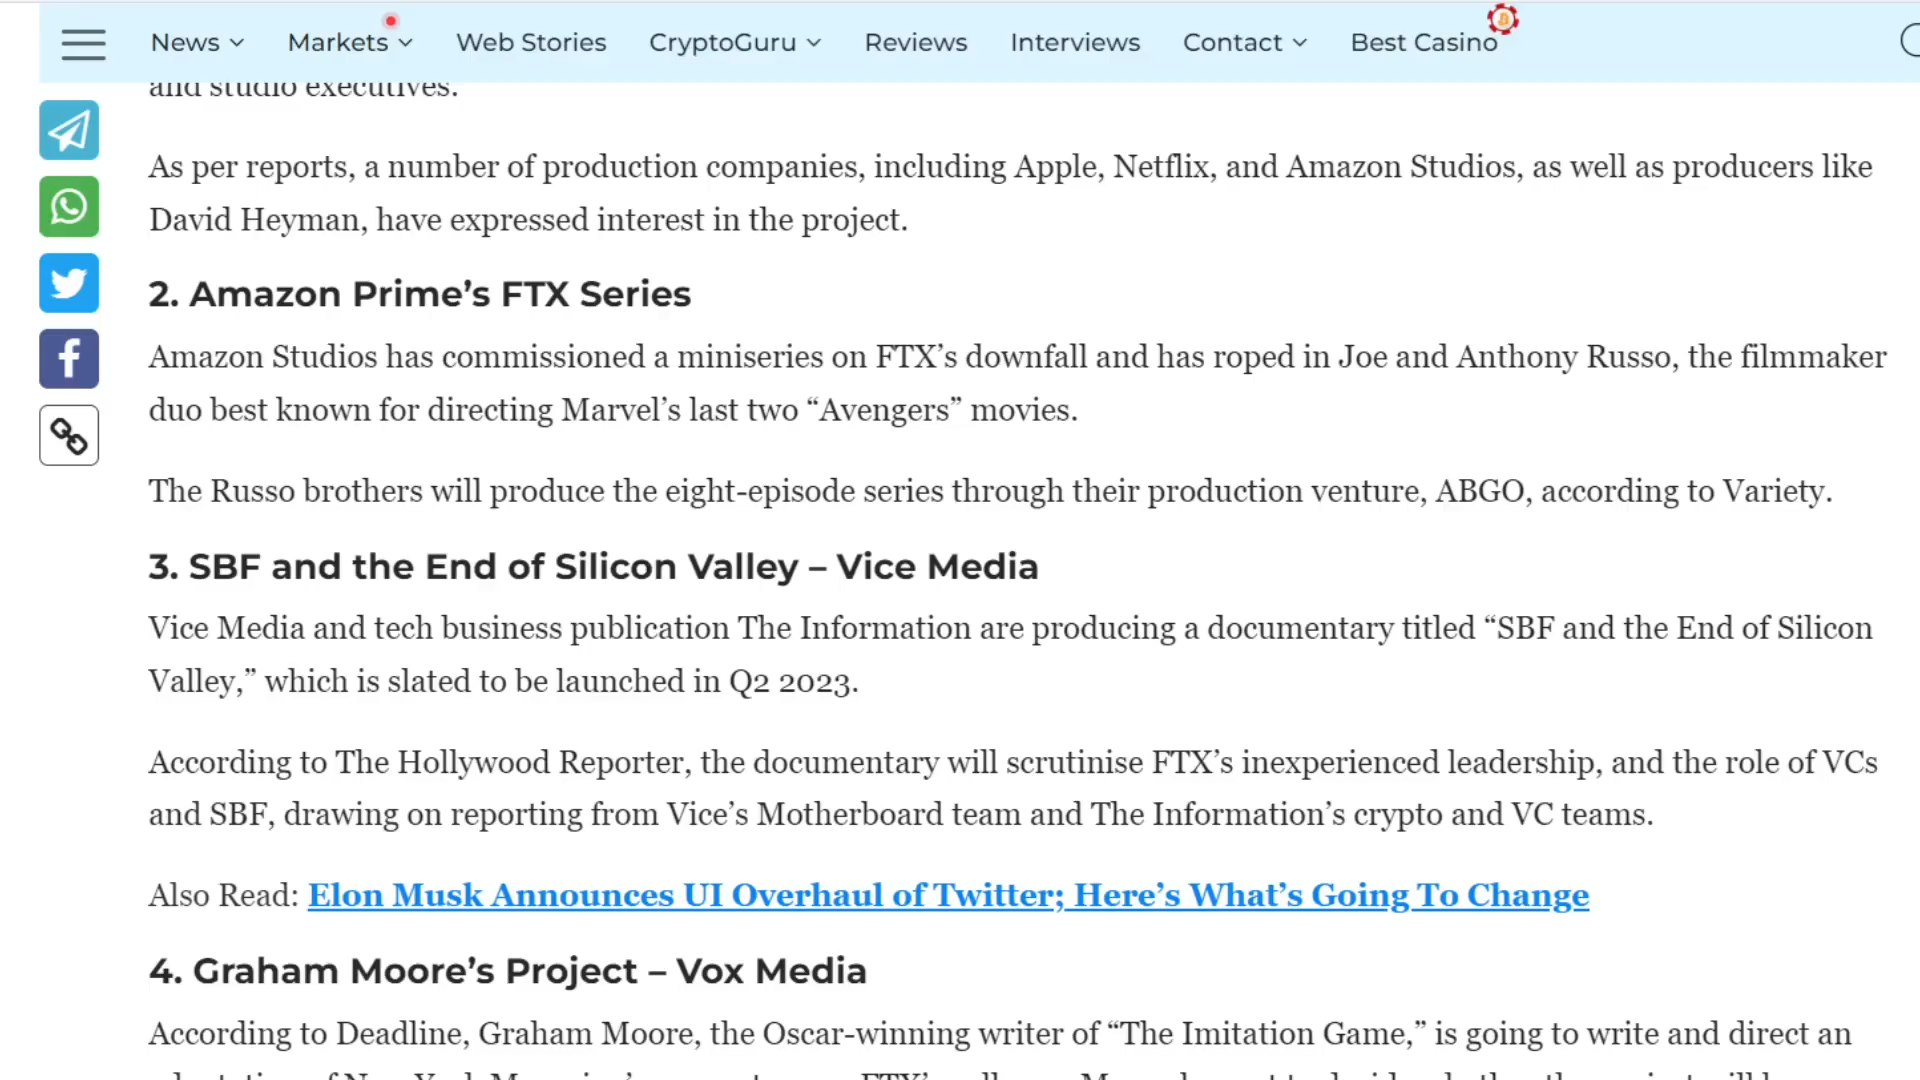 News Markets Web Stories CryptoGuru Reviews Interviews Contact Best Casino
and studio executives.
As per reports, a number of production companies, including Apple, Netflix, and Amazon Studios, as well as producers like
David Heyman, have expressed interest in the project.
2. Amazon Prime’s FTX Series
Amazon Studios has commissioned a miniseries on FTX’s downfall and has roped in Joe and Anthony Russo, the filmmaker
duo best known for directing Marvel’s last two “Avengers” movies.
The Russo brothers will produce the eight-episode series through their production venture, ABGO, according to Variety.
3. SBF and the End of Silicon Valley – Vice Media
Vice Media and tech business publication The Information are producing a documentary titled “SBF and the End of Silicon
Valley,” which is slated to be launched in Q2 2023.
According to The Hollywood Reporter, the documentary will scrutinise FTX’s inexperienced leadership, and the role of VCs
and SBF, drawing on reporting from Vice’s Motherboard team and The Information’s crypto and VC teams.
Also Read: Elon Musk Announces UI Overhaul of Twitter; Here’s What’s Going To Change
4. Graham Moore’s Project – Vox Media
According to Deadline, Graham Moore, the Oscar-winning writer of “The Imitation Game,” is going to write and direct an